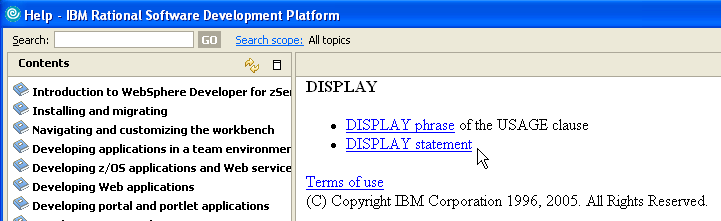 Help - IBM Rational Software Development Platform
Search: GO Search scope: All topics
Contents
Introduction to WebSphere Developer for zSe
Installing and migrating
Navigating and customizing the workbench
Developing applications in a team environme
Developing z/OS applications and Web service
Developing Web applications
Developing portal and portlet applications
DISPLAY
• DISPLAY phrase of the USAGE clause
• DISPLAY statement
Terms of use
(C) Copyright IBM Corporation 1996, 2005. All Rights Reserved.